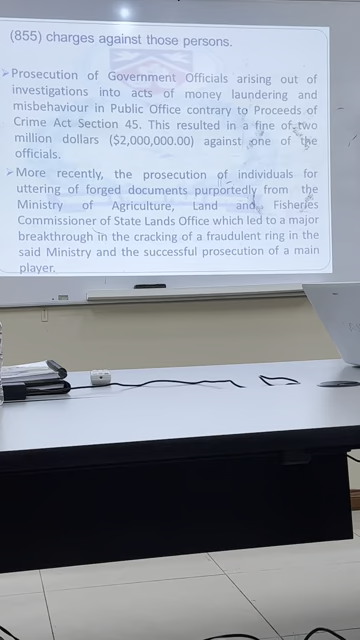 (855) charges against those persons.
➢Prosecution of Government Officials arising out of
investigations into acts of money laundering and
misbehaviour in Public Office contrary to Proceeds of
Crime Act Section 45. This resulted in a fine of two
million dollars ($2,000,000.00) against one of the
officials.
➢More recently, the prosecution of individuals for
uttering of forged documents purportedly from the
Ministry of Agriculture, Land and Fisheries
Commissioner of State Lands Office which led to a major
breakthrough in the cracking of a fraudulent ring in the
said Ministry and the successful prosecution of a main
player.